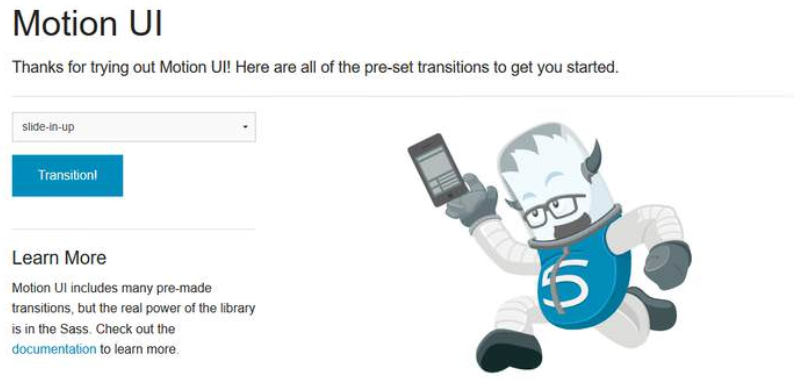 Motion UI
Thanks for trying out Motion UI! Here are all of the pre-set transitions to get you started.
slide-in-up
Transition!
Learn More
Motion UI includes many pre-made
transitions, but the real power of the library
is in the Sass. Check out the
documentation to learn more.
5